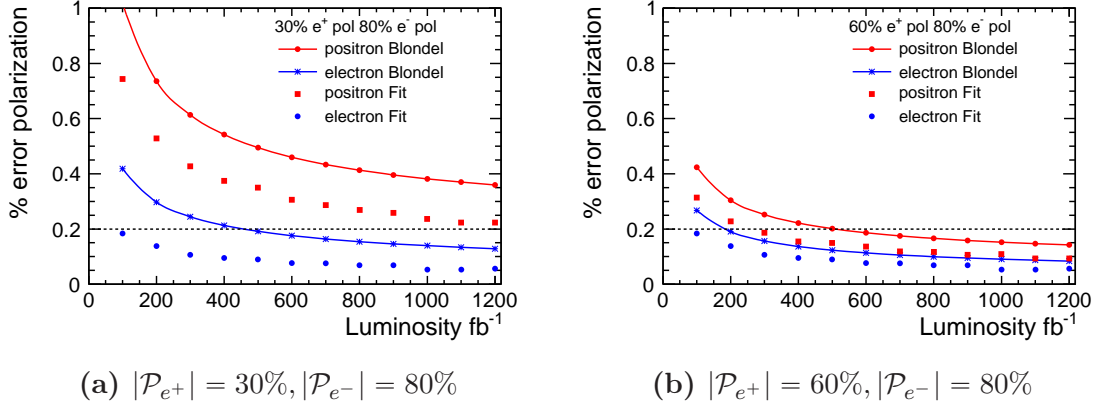 30% e⁺ pol 80% e⁻ pol
positron Blondel
electron Blondel
positron Fit
electron Fit
% error polarization
1
0.8
0.6
0.4
0.2
0
0 200 400 600 800 1000 1200
Luminosity fb⁻¹
(a) |𝒫ₑ₊| = 30%, |𝒫ₑ₋| = 80%
60% e⁺ pol 80% e⁻ pol
positron Blondel
electron Blondel
positron Fit
electron Fit
% error polarization
1
0.8
0.6
0.4
0.2
0
0 200 400 600 800 1000 1200
Luminosity fb⁻¹
(b) |𝒫ₑ₊| = 60%, |𝒫ₑ₋| = 80%